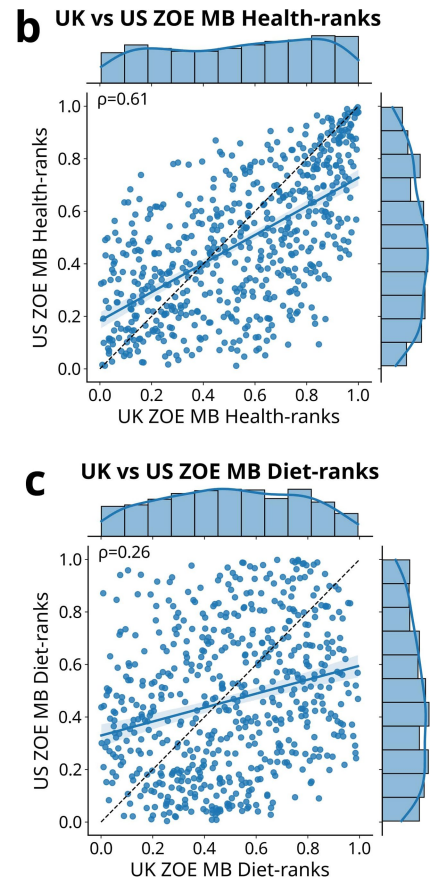 b
UK vs US ZOE MB Health-ranks
ρ=0.61
US ZOE MB Health-ranks
1.0
0.8
0.6
0.4
0.2
0.0
0.0 0.2 0.4 0.6 0.8 1.0
UK ZOE MB Health-ranks
c
UK vs US ZOE MB Diet-ranks
ρ=0.26
US ZOE MB Diet-ranks
1.0
0.8
0.6
0.4
0.2
0.0
0.0 0.2 0.4 0.6 0.8 1.0
UK ZOE MB Diet-ranks